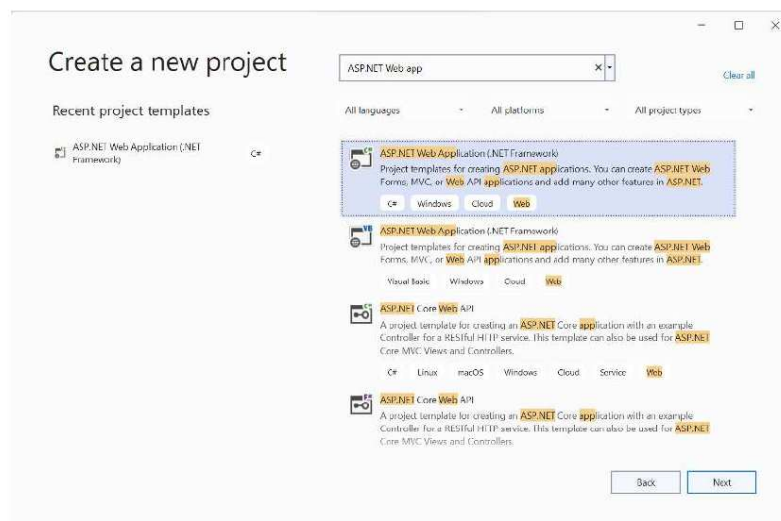 Create a new project
ASP.NET Web app
Clear all
Recent project templates
All languages
All platforms
All project types
ASP.NET Web Application (.NET
Framework)
C#
ASP.NET Web Application (.NET Framework)
Project templates for creating ASP.NET applications. You can create ASP.NET Web
Forms, MVC, or Web API applications and add many other features in ASP.NET.
C# Windows Cloud Web
ASP.NET Web Application (.NET Framework)
Project templates for creating ASP.NET applications. You can create ASP.NET Web
Forms, MVC, or Web API applications and add many other features in ASP.NET.
Visual Basic Windows Cloud Web
ASP.NET Core Web API
A project template for creating an ASP.NET Core application with an example
Controller for a RESTful HTTP service. This template can also be used for ASP.NET
Core MVC Views and Controllers.
C# Linux macOS Windows Cloud Service Web
ASP.NET Core Web API
A project template for creating an ASP.NET Core application with an example
Controller for a RESTful HTTP service. This template can also be used for ASP.NET
Core MVC Views and Controllers.
Back
Next